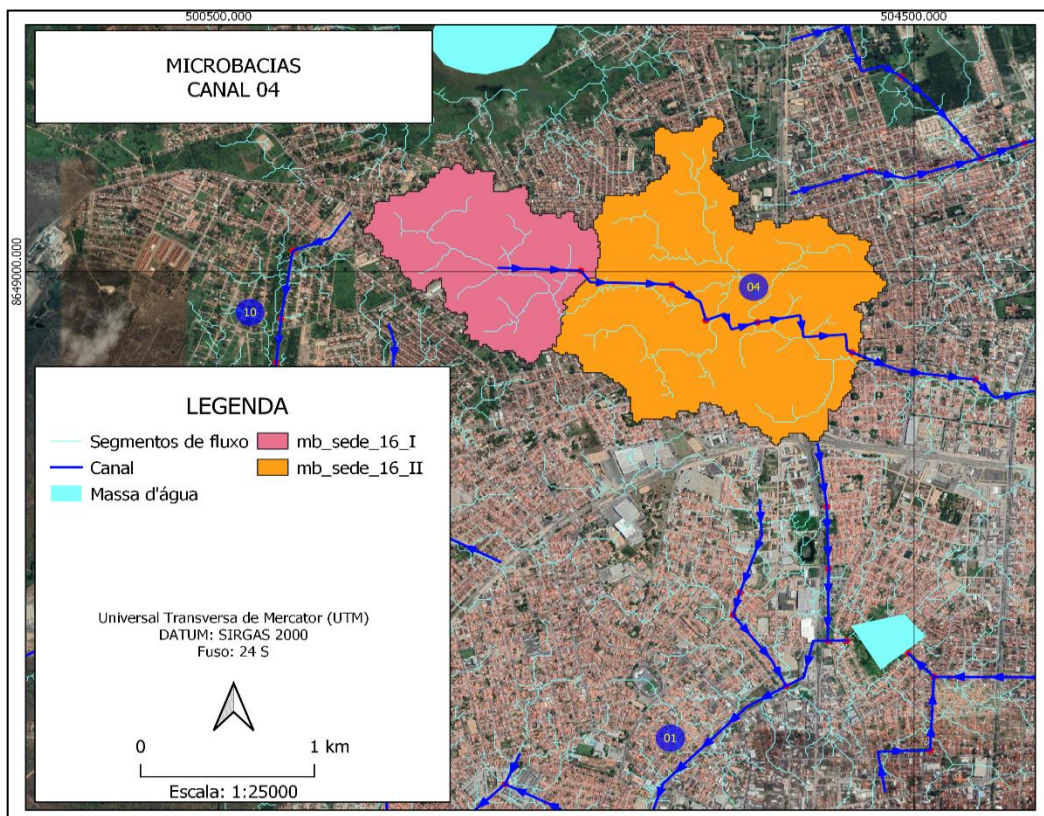 500500.000
504500.000
MICROBACIAS
CANAL 04
8649000.000
10
04
LEGENDA
Segmentos de fluxo
mb_sede_16_I
Canal
mb_sede_16_II
Massa d'água
Universal Transversa de Mercator (UTM)
DATUM: SIRGAS 2000
Fuso: 24 S
0
1 km
Escala: 1:25000
01